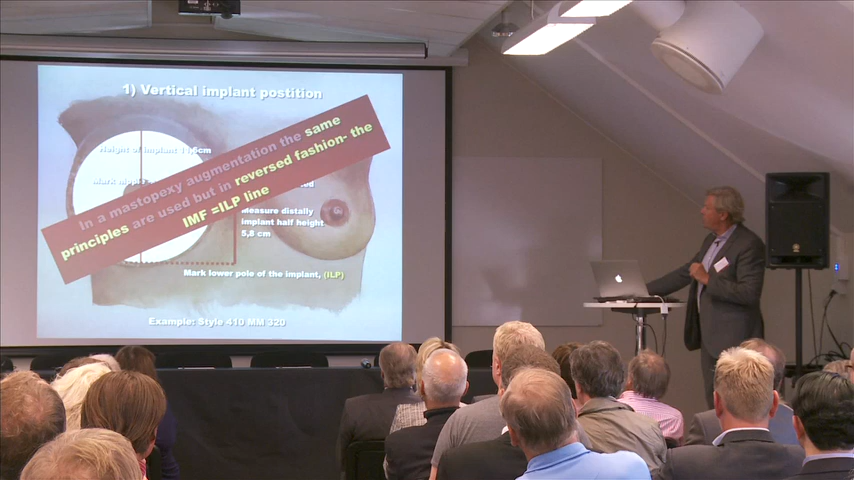 1) Vertical implant postition
Height of implant 11,6cm
In a mastopexy augmentation the same
principles are used but in reversed fashion- the
IMF =ILP line
Measure distally
implant half height
5,8 cm
Mark lower pole of the implant, (ILP)
Example: Style 410 MM 320